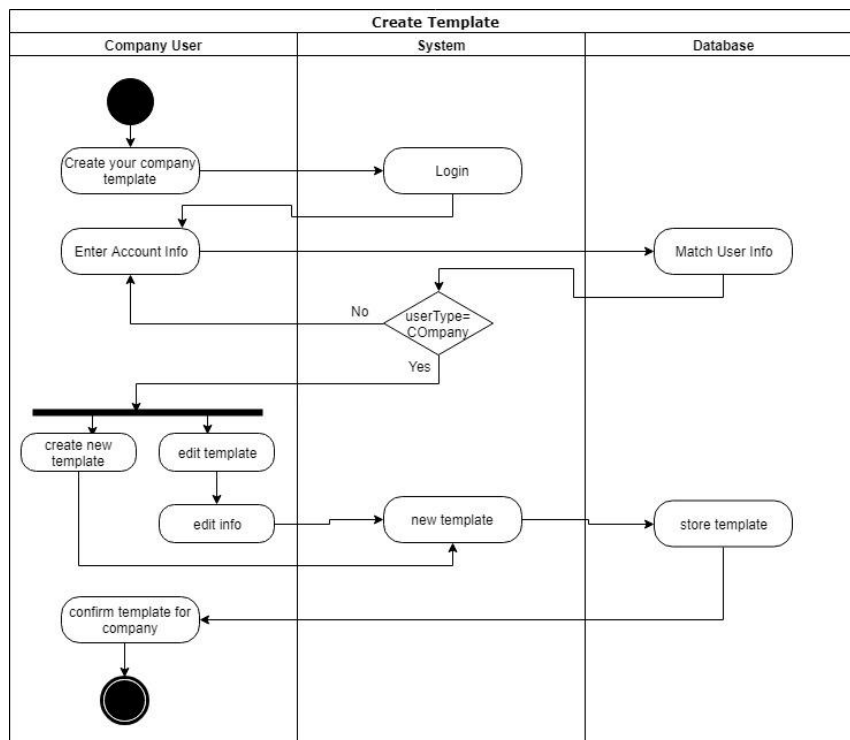 Create Template
Company User
System
Database
Create your company
template
Login
Enter Account Info
Match User Info
No
userType=
COmpany
Yes
create new
template
edit template
edit info
new template
store template
confirm template for
company